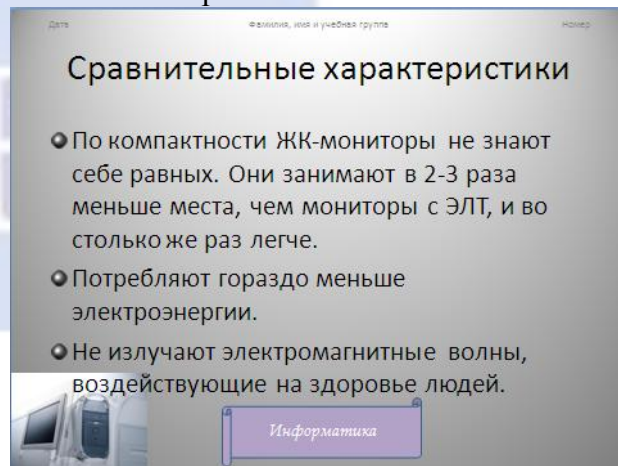 Дата Фамилия, имя и учебная группа Номер
Сравнительные характеристики
По компактности ЖК-мониторы не знают
себе равных. Они занимают в 2-3 раза
меньше места, чем мониторы с ЭЛТ, и во
столько же раз легче.
Потребляют гораздо меньше
электроэнергии.
Не излучают электромагнитные волны,
воздействующие на здоровье людей.
Информатика